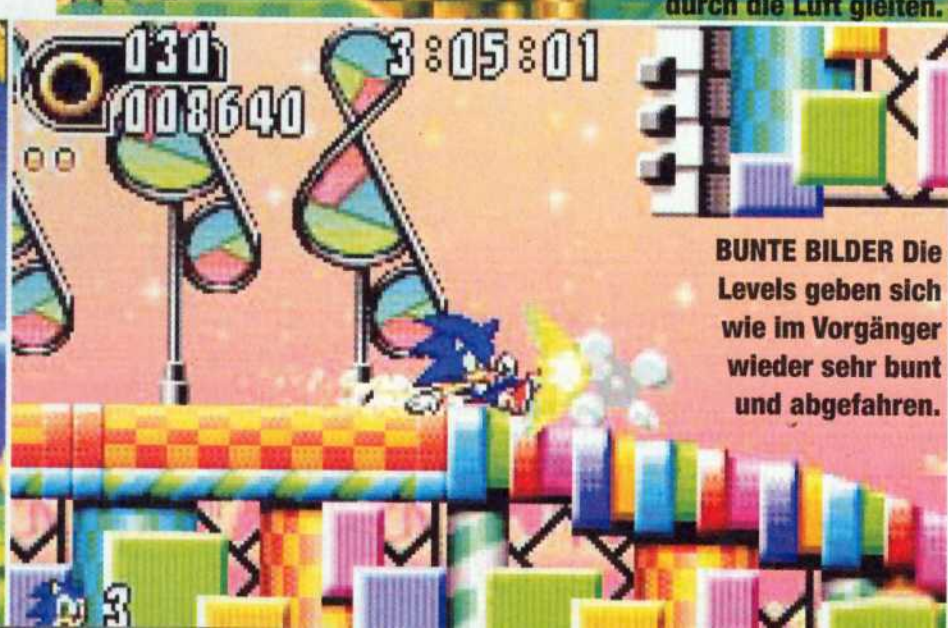 durch die Luft gleiten.
030
3:05:01
008640
00
BUNTE BILDER Die
Levels geben sich
wie im Vorgänger
wieder sehr bunt
und abgefahren.
3